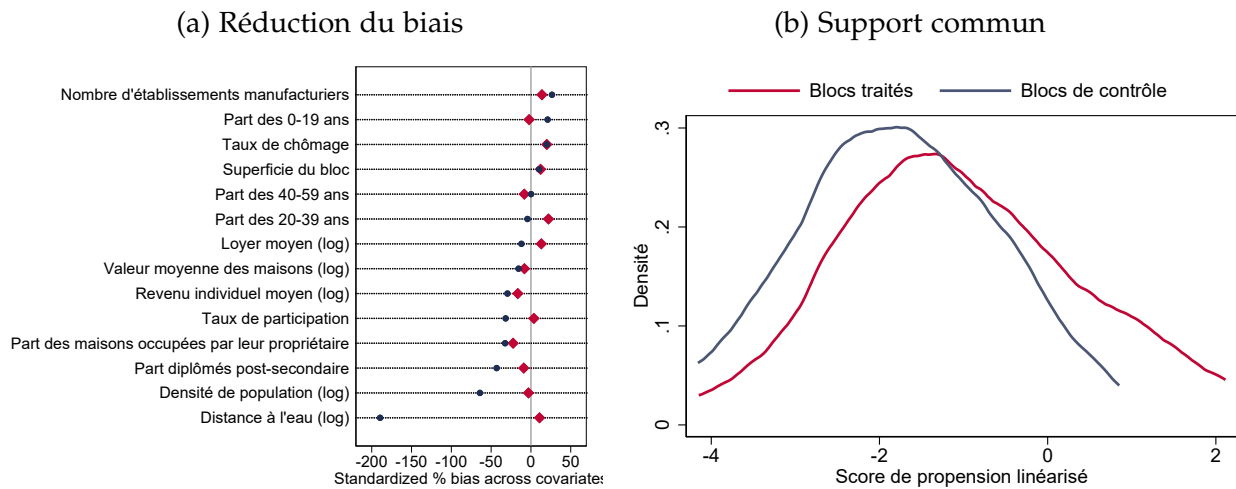 (a) Réduction du biais
Nombre d'établissements manufacturiers
Part des 0-19 ans
Taux de chômage
Superficie du bloc
Part des 40-59 ans
Part des 20-39 ans
Loyer moyen (log)
Valeur moyenne des maisons (log)
Revenu individuel moyen (log)
Taux de participation
Part des maisons occupées par leur propriétaire
Part diplômés post-secondaire
Densité de population (log)
Distance à l'eau (log)
-200 -150 -100 -50 0 50
Standardized % bias across covariates
(b) Support commun
Blocs traités Blocs de contrôle
Densité
.3
.2
.1
0
-4 -2 0 2
Score de propension linéarisé